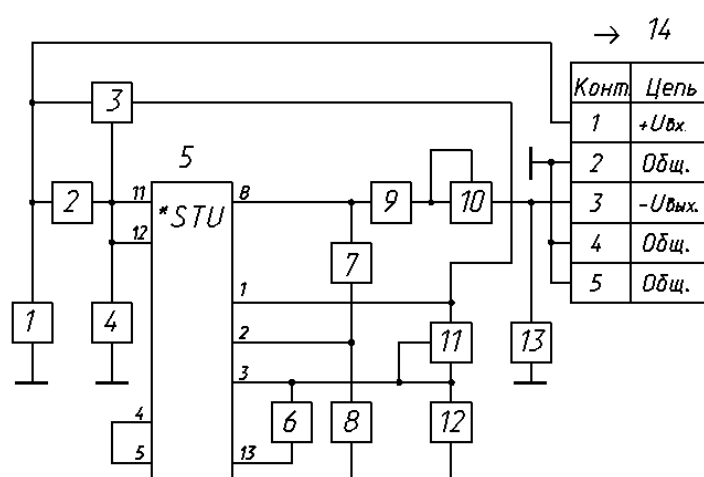 → 14
Конт. Цепь
1 +Uвх.
2 Общ.
3 -Uвых.
4 Общ.
5 Общ.
3
5
2 11 *STU 8 9 10
12
7
1 4 1 11 13
2
3
6 8 12
4
5 13